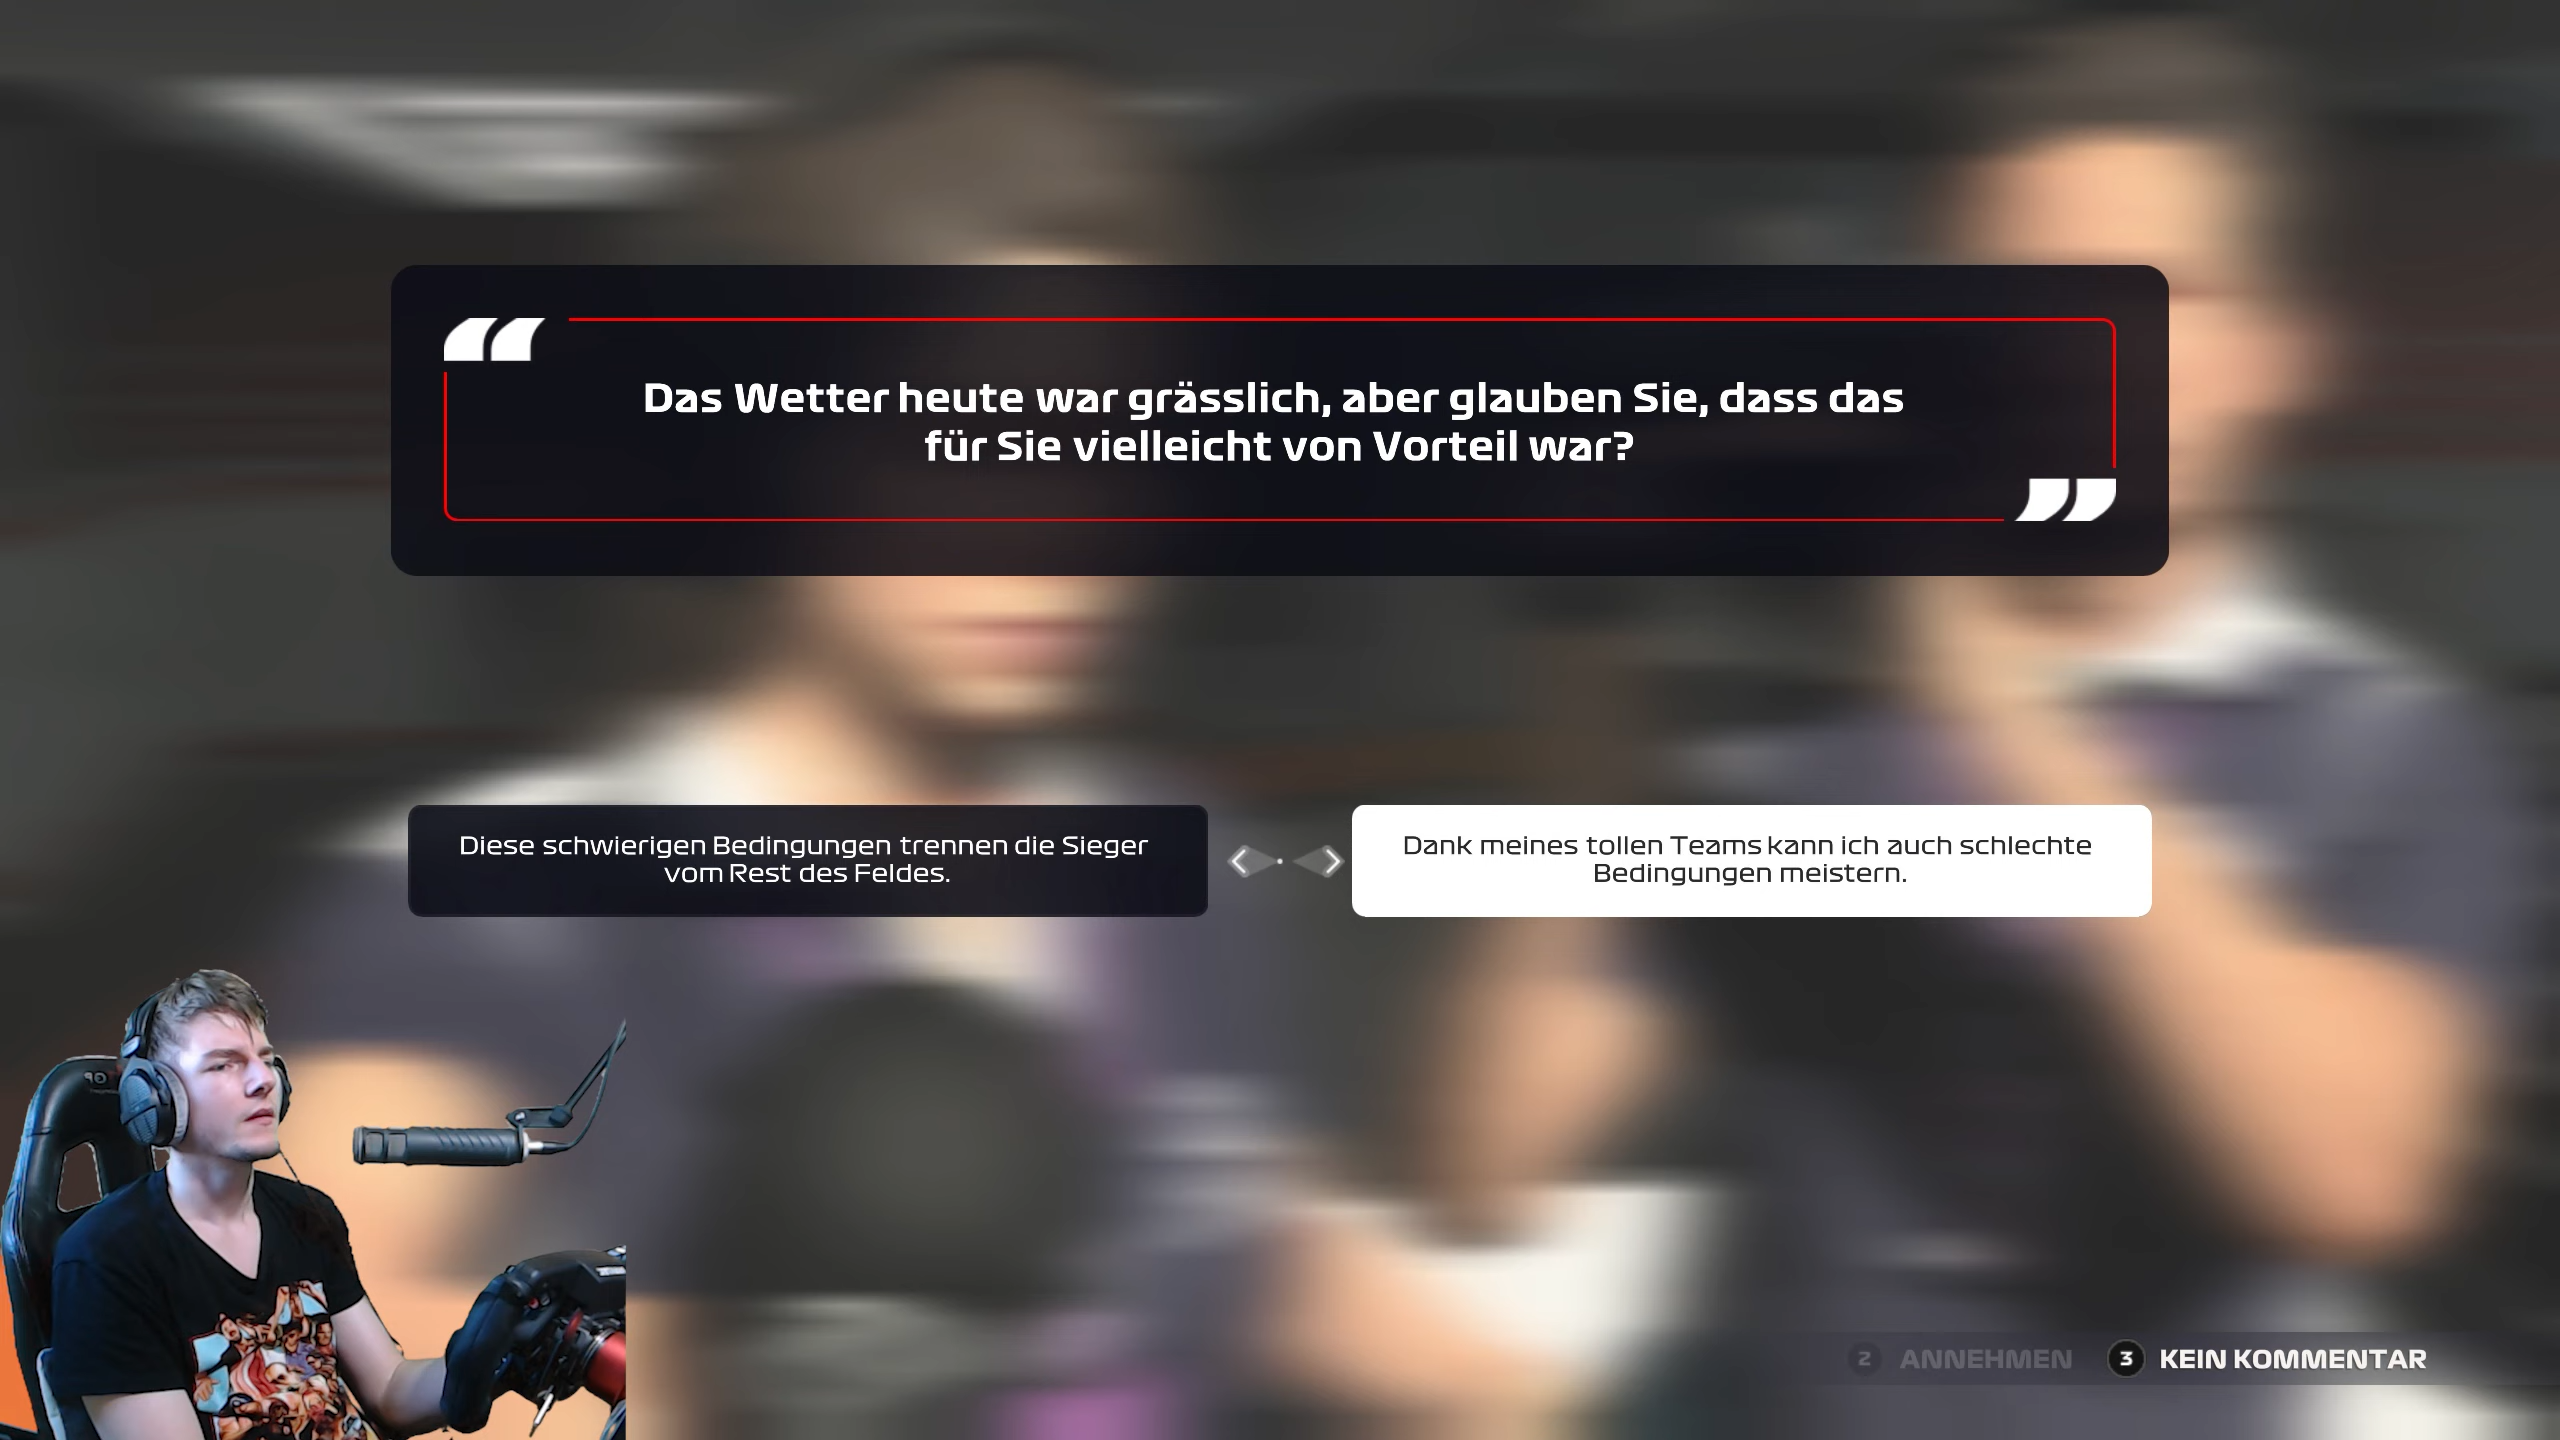 Das Wetter heute war grässlich, aber glauben Sie, dass das
für Sie vielleicht von Vorteil war?
Diese schwierigen Bedingungen trennen die Sieger
vom Rest des Feldes.
Dank meines tollen Teams kann ich auch schlechte
Bedingungen meistern.
2 ANNEHMEN 3 KEIN KOMMENTAR